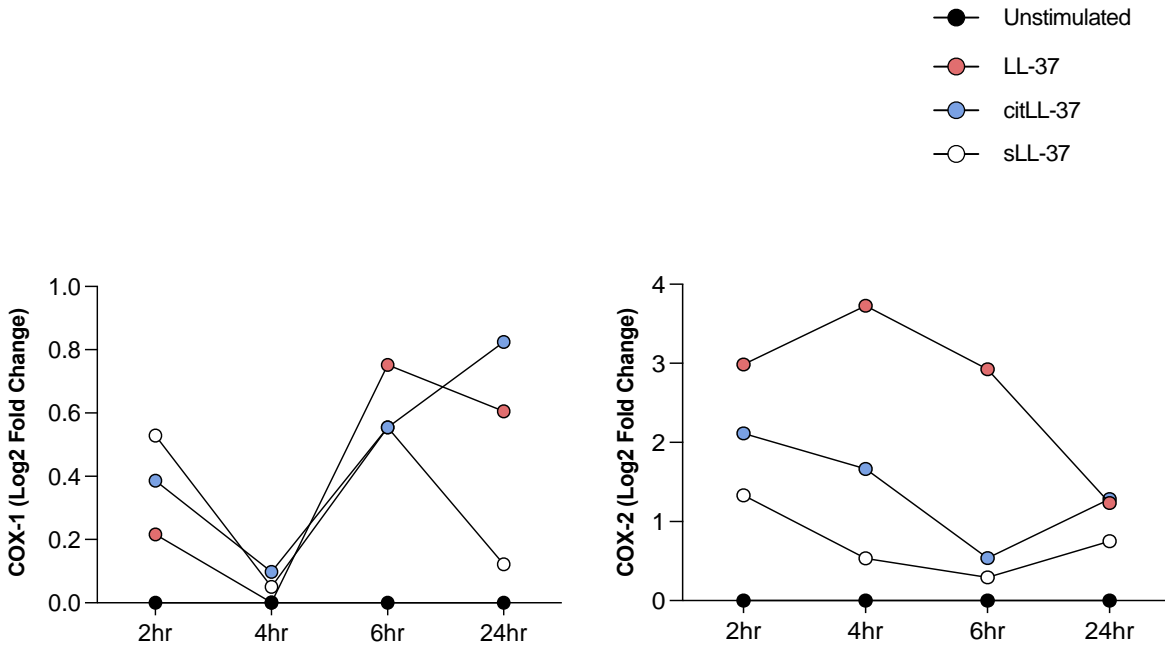 Unstimulated
LL-37
citLL-37
sLL-37
COX-1 (Log2 Fold Change)
1.0
0.8
0.6
0.4
0.2
0.0
2hr 4hr 6hr 24hr
COX-2 (Log2 Fold Change)
4
3
2
1
0
2hr 4hr 6hr 24hr